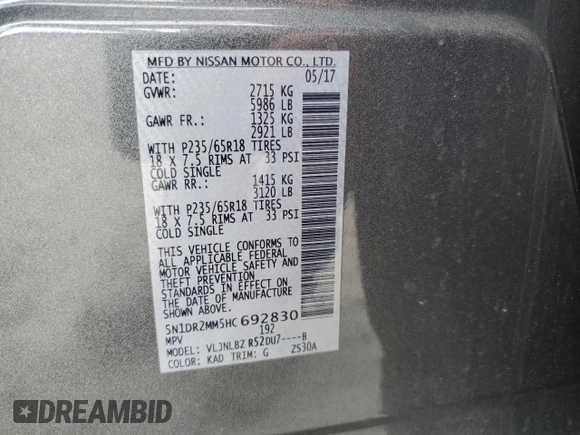 MFD BY NISSAN MOTOR CO., LTD.
DATE: 05/17
GVWR: 2715 KG
5986 LB
GAWR FR.: 1325 KG
2921 LB
WITH P235/65R18 TIRES
18 X 7.5 RIMS AT 33 PSI
COLD SINGLE
GAWR RR.: 1415 KG
3120 LB
WITH P235/65R18 TIRES
18 X 7.5 RIMS AT 33 PSI
COLD SINGLE
THIS VEHICLE CONFORMS TO
ALL APPLICABLE FEDERAL
MOTOR VEHICLE SAFETY AND
THEFT PREVENTION
STANDARDS IN EFFECT ON
THE DATE OF MANUFACTURE
SHOWN ABOVE.
5N1DR2MM5HC692830
MPV 192
MODEL: VLJNLBZ R52DU7----B
COLOR: KAD TRIM: G Z530A
DREAMBID
dreambid.com